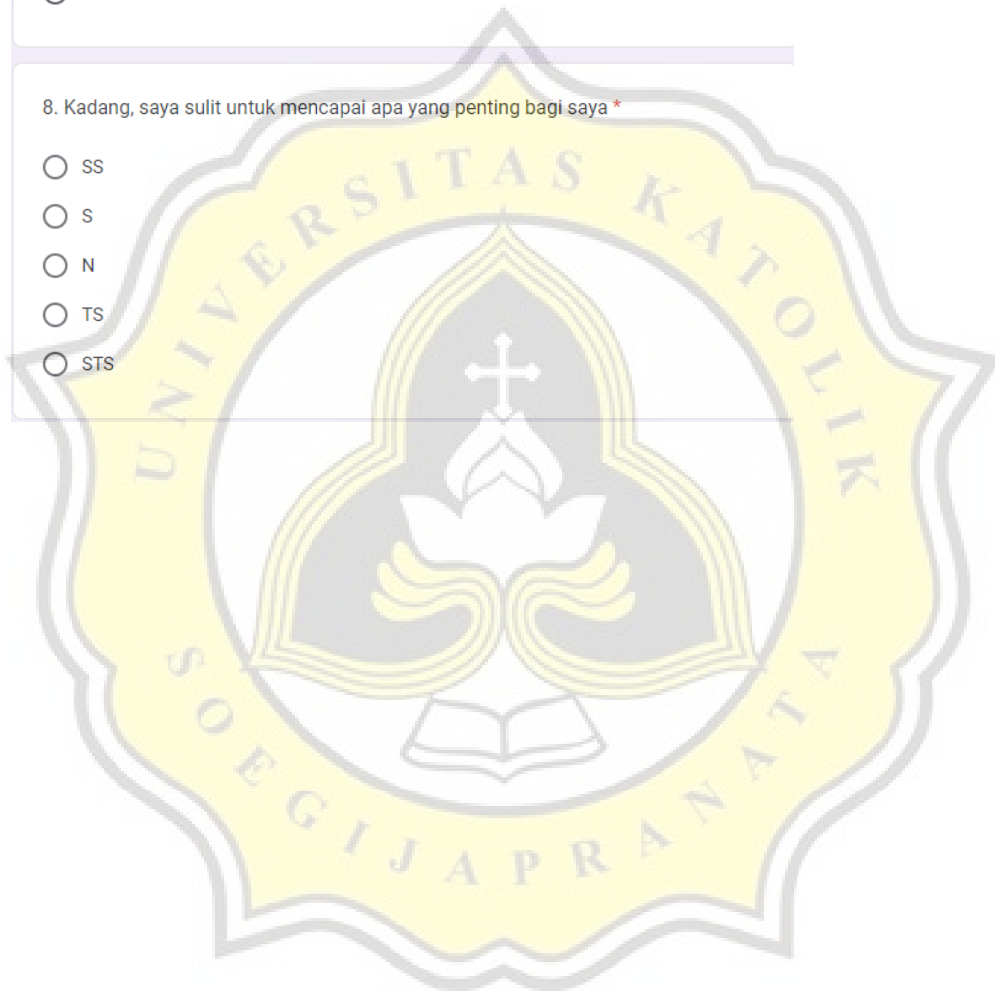 8. Kadang, saya sulit untuk mencapai apa yang penting bagi saya *
SS
S
N
TS
STS
UNIVERSITAS KATOLIK
SOEGIJAPRANATA